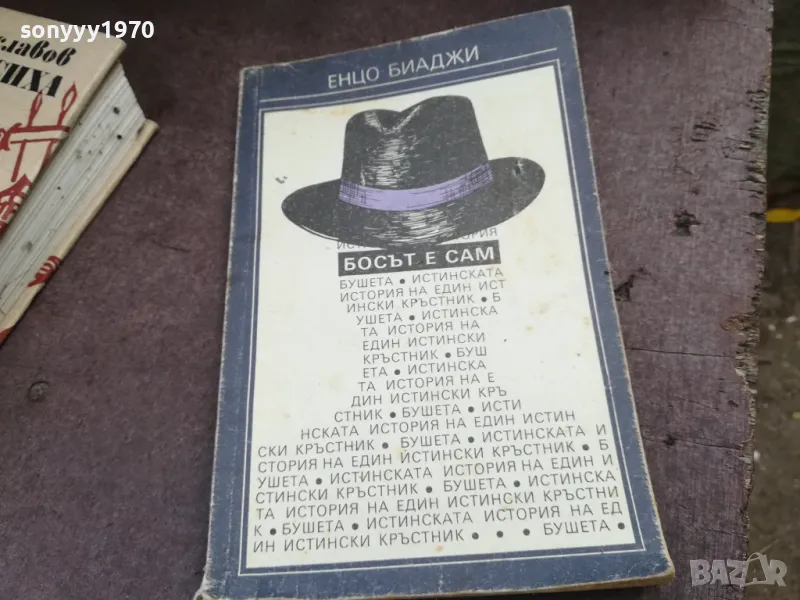 sonyyy1970
клавов
ЕНЦО БИАДЖИ
БОСЪТ Е САМ
БУШЕТА • ИСТИНСКАТА
ИСТОРИЯ НА ЕДИН ИСТ
ИНСКИ КРЪСТНИК • Б
УШЕТА • ИСТИНСКА
ТА ИСТОРИЯ НА
ЕДИН ИСТИНСКИ
КРЪСТНИК • БУШ
ЕТА • ИСТИНСКА
ТА ИСТОРИЯ НА Е
ДИН ИСТИНСКИ КРЪ
СТНИК • БУШЕТА • ИСТИ
НСКАТА ИСТОРИЯ НА ЕДИН ИСТИН
СКИ КРЪСТНИК • БУШЕТА • ИСТИНСКАТА И
СТОРИЯ НА ЕДИН ИСТИНСКИ КРЪСТНИК • Б
УШЕТА • ИСТИНСКАТА ИСТОРИЯ НА ЕДИН И
СТИНСКИ КРЪСТНИК • БУШЕТА • ИСТИНСКА
ТА ИСТОРИЯ НА ЕДИН ИСТИНСКИ КРЪСТНИ
К • БУШЕТА • ИСТИНСКАТА ИСТОРИЯ НА ЕД
ИН ИСТИНСКИ КРЪСТНИК • • • БУШЕТА •
BAZAR